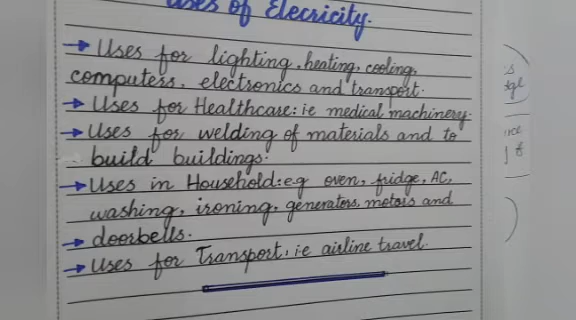 Uses of Elecricity.
→ Uses for lighting, heating, cooling,
computers, electronics and transport.
→ Uses for Healthcare: ie medical machinery.
→ Uses for welding of materials and to
build buildings.
→ Uses in Household: e.g oven, fridge, AC,
washing, ironing, generators, motors and
→ doorbells.
→ Uses for Transport, ie airline travel.